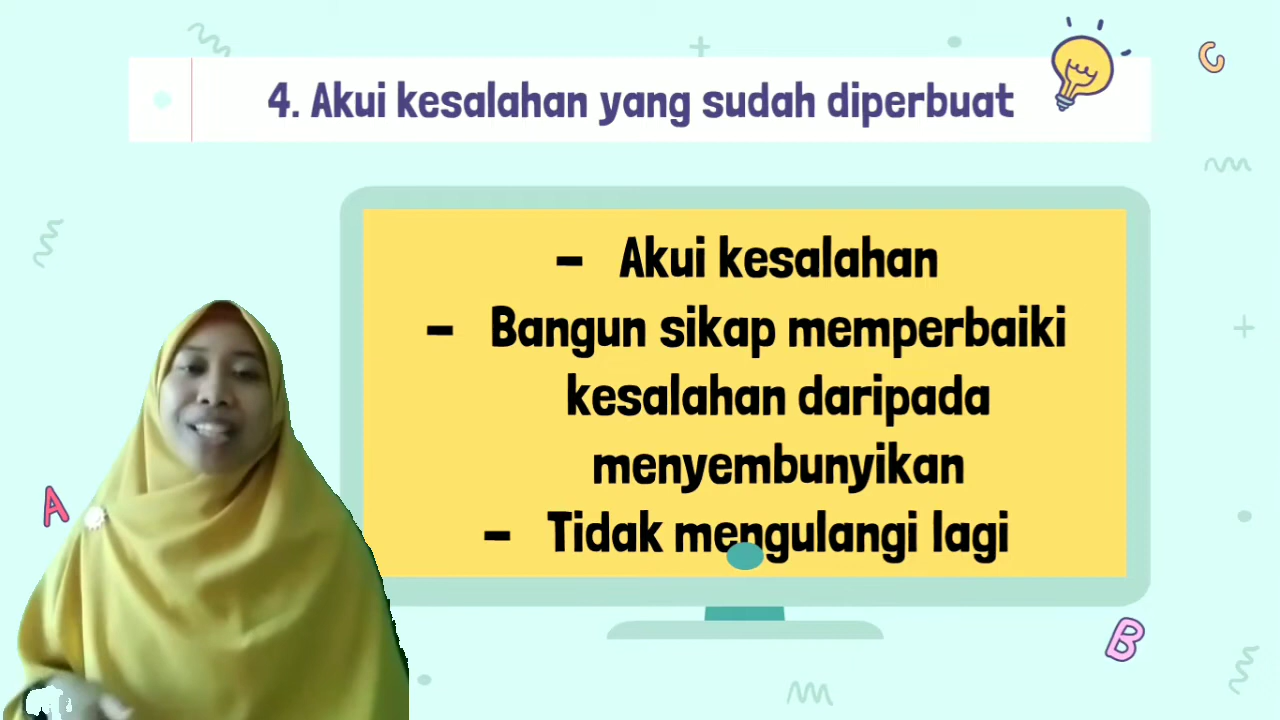 4. Akui kesalahan yang sudah diperbuat
- Akui kesalahan
- Bangun sikap memperbaiki
kesalahan daripada
menyembunyikan
- Tidak mengulangi lagi
C
A
B